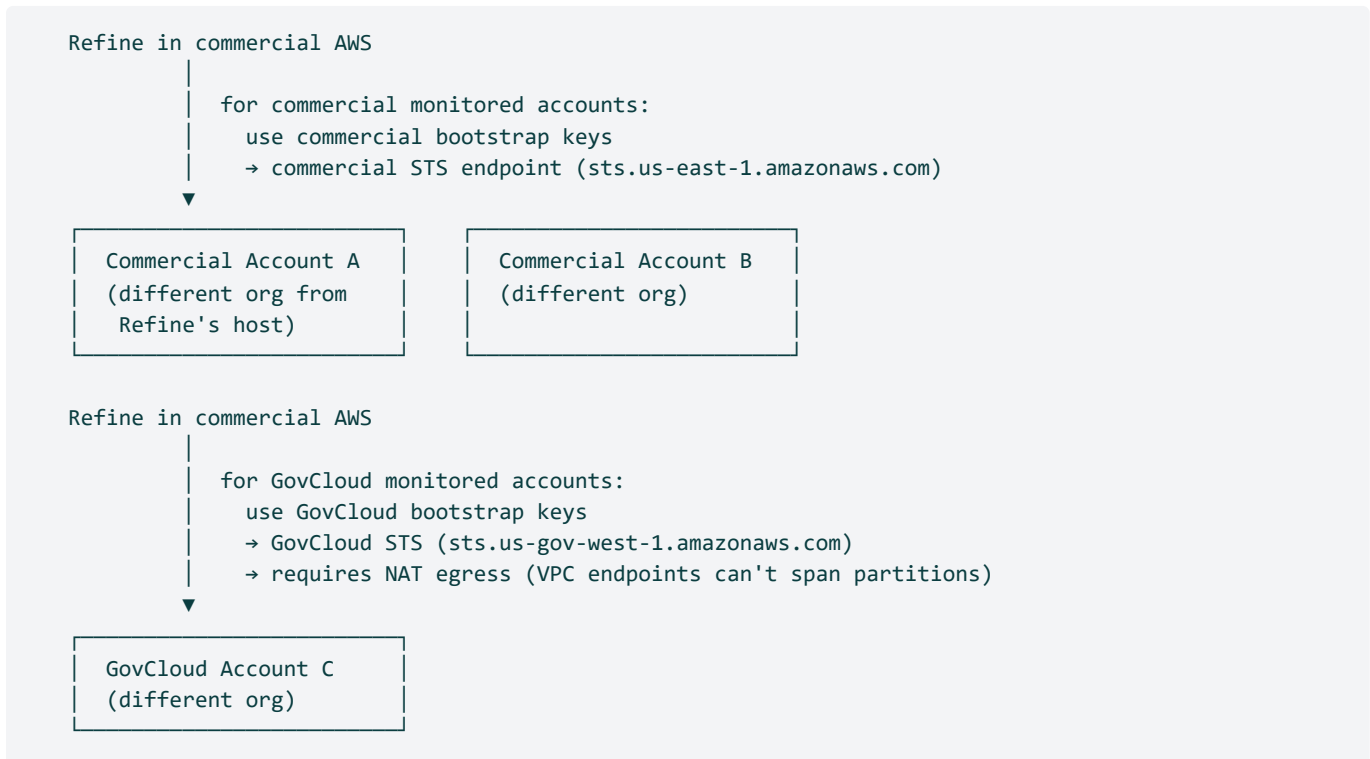 Refine in commercial AWS
for commercial monitored accounts:
use commercial bootstrap keys
→ commercial STS endpoint (sts.us-east-1.amazonaws.com)
Commercial Account A Commercial Account B
(different org from (different org)
Refine's host)
Refine in commercial AWS
for GovCloud monitored accounts:
use GovCloud bootstrap keys
→ GovCloud STS (sts.us-gov-west-1.amazonaws.com)
→ requires NAT egress (VPC endpoints can't span partitions)
GovCloud Account C
(different org)